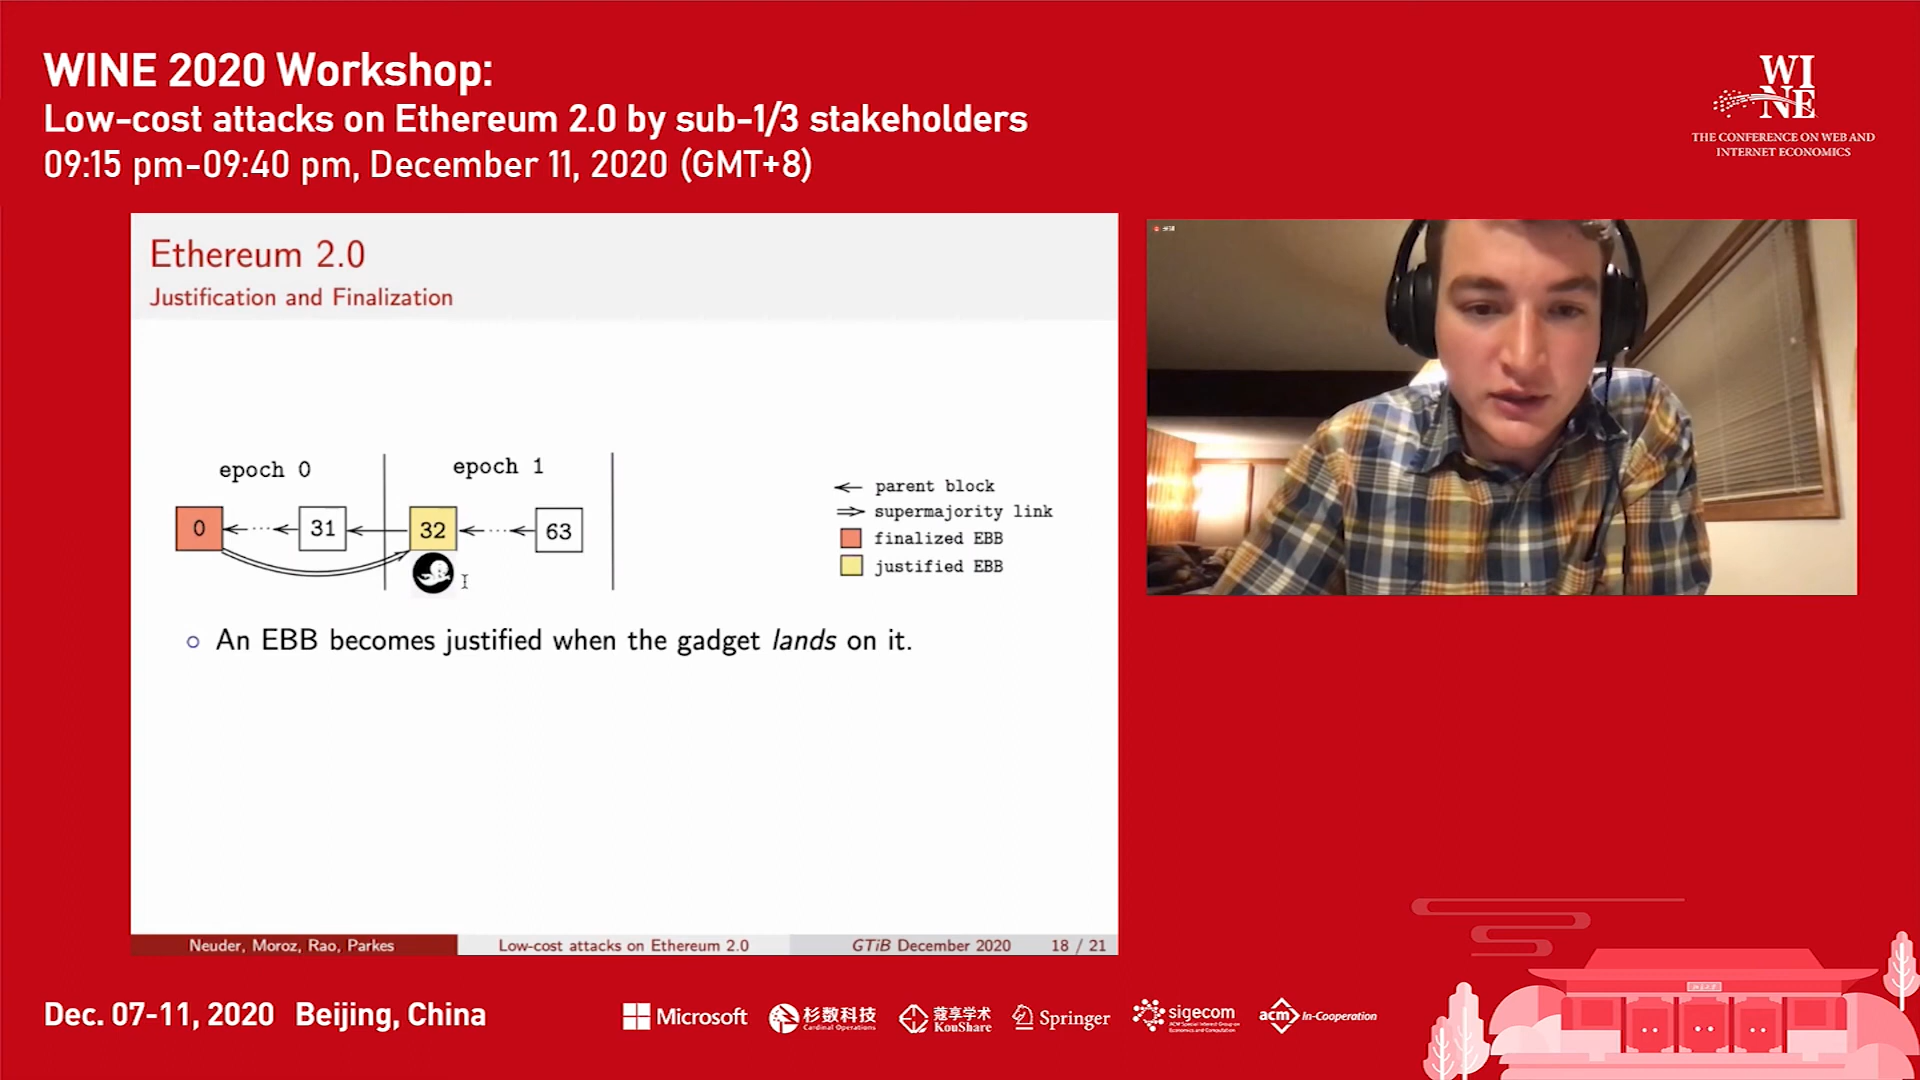 WINE 2020 Workshop:
Low-cost attacks on Ethereum 2.0 by sub-1/3 stakeholders
09:15 pm-09:40 pm, December 11, 2020 (GMT+8)
WI
NE
THE CONFERENCE ON WEB AND
INTERNET ECONOMICS
Ethereum 2.0
Justification and Finalization
epoch 0
epoch 1
0
31
32
63
parent block
supermajority link
finalized EBB
justified EBB
An EBB becomes justified when the gadget lands on it.
Neuder, Moroz, Rao, Parkes
Low-cost attacks on Ethereum 2.0
GTiB December 2020
18 / 21
Dec. 07-11, 2020 Beijing, China
Microsoft
杉数科技
Cardinal Operations
蔻享学术
KouShare
Springer
sigecom
acm In-Cooperation